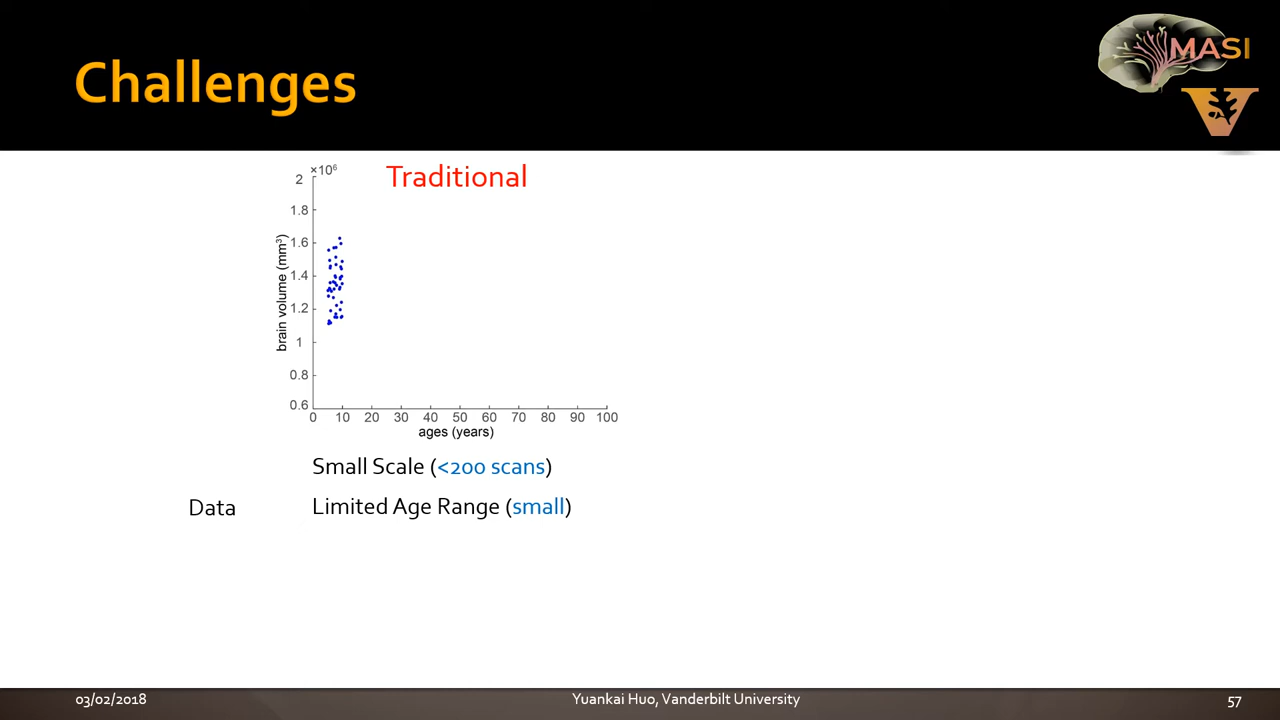 Challenges
MASI
V
Traditional
×10⁶
2
1.8
1.6
1.4
1.2
1
0.8
0.6
brain volume (mm³)
0 10 20 30 40 50 60 70 80 90 100
ages (years)
Small Scale (<200 scans)
Data Limited Age Range (small)
03/02/2018 Yuankai Huo, Vanderbilt University 57